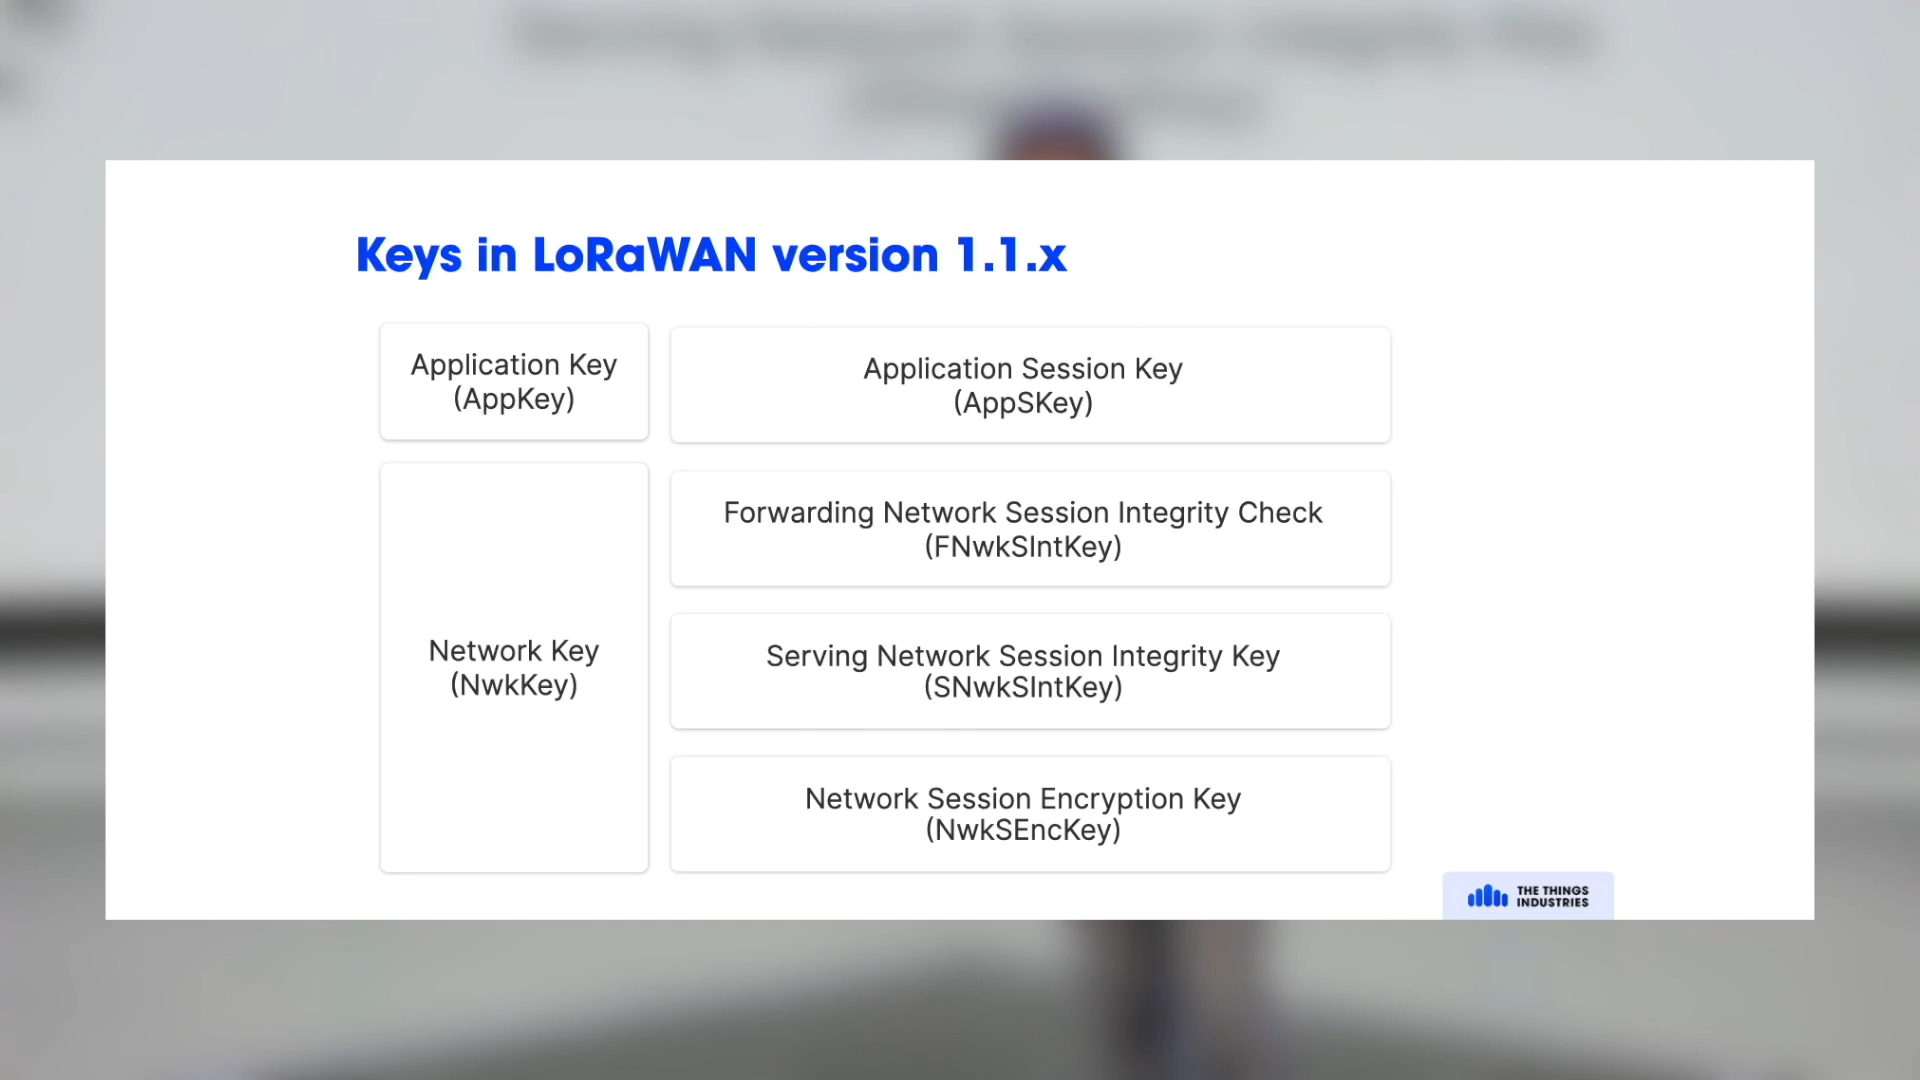 Keys in LoRaWAN version 1.1.x
Application Key
(AppKey)
Application Session Key
(AppSKey)
Forwarding Network Session Integrity Check
(FNwkSIntKey)
Network Key
(NwkKey)
Serving Network Session Integrity Key
(SNwkSIntKey)
Network Session Encryption Key
(NwkSEncKey)
THE THINGS
INDUSTRIES